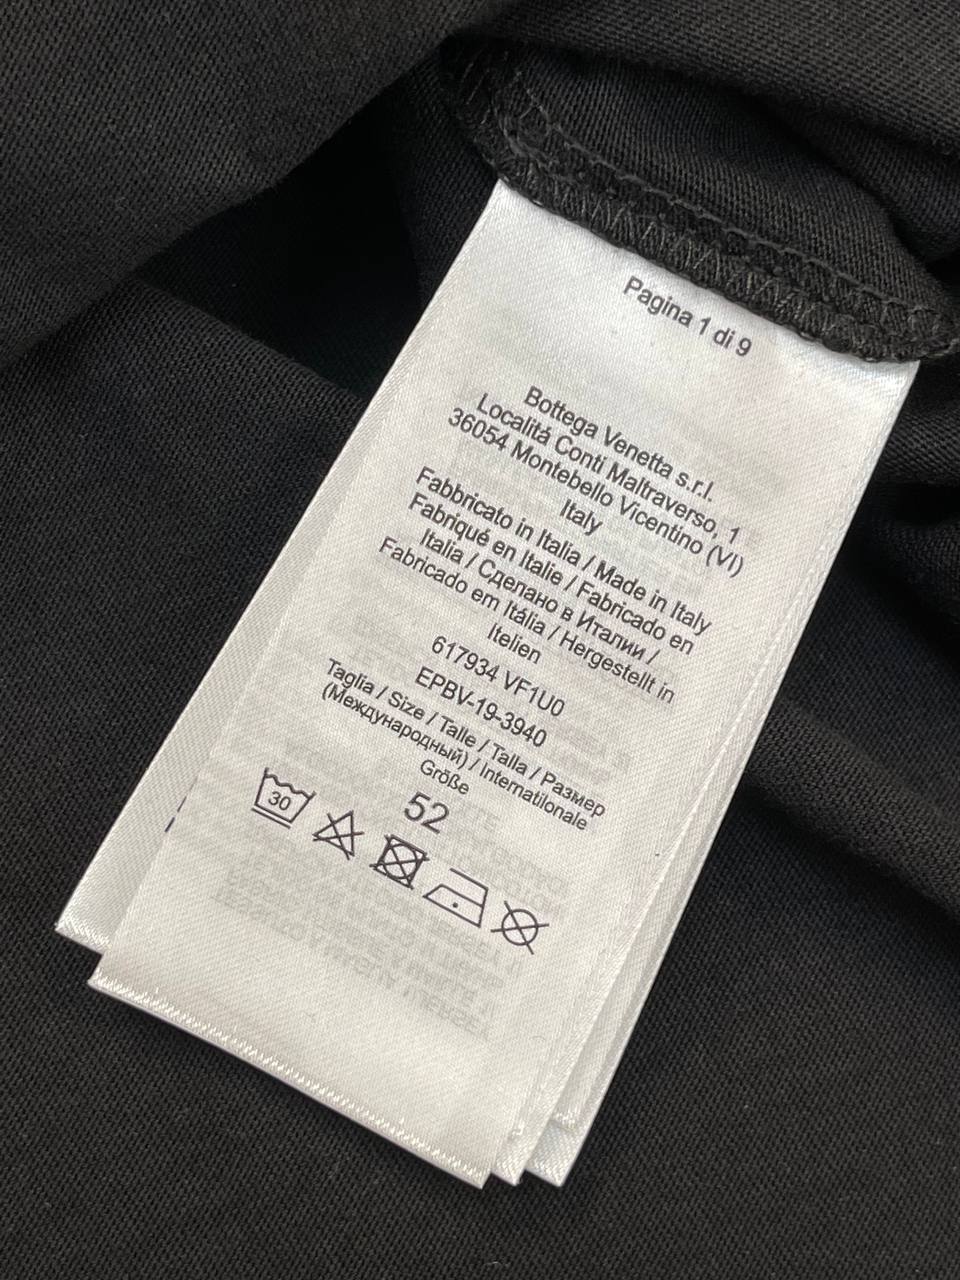 Pagina 1 di 9
Bottega Venetta s.r.l.
Localitá Conti Maltraverso, 1
36054 Montebello Vicentino (VI)
Italy
Fabbricato in Italia / Made in Italy
Fabriqué en Italie / Fabricado en
Italia / Сделано в Италии /
Fabricado em Itália / Hergestellt in
Itelien
617934 VF1U0
EPBV-19-3940
Taglia / Size / Talle / Talla / Размер
(Международный) / Internatilonale
Größe
52
30